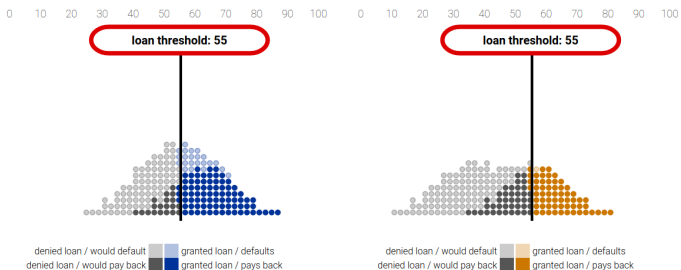 0 10 20 30 40 50 60 70 80 90 100
loan threshold: 55
denied loan / would default granted loan / defaults
denied loan / would pay back granted loan / pays back
0 10 20 30 40 50 60 70 80 90 100
loan threshold: 55
denied loan / would default granted loan / defaults
denied loan / would pay back granted loan / pays back